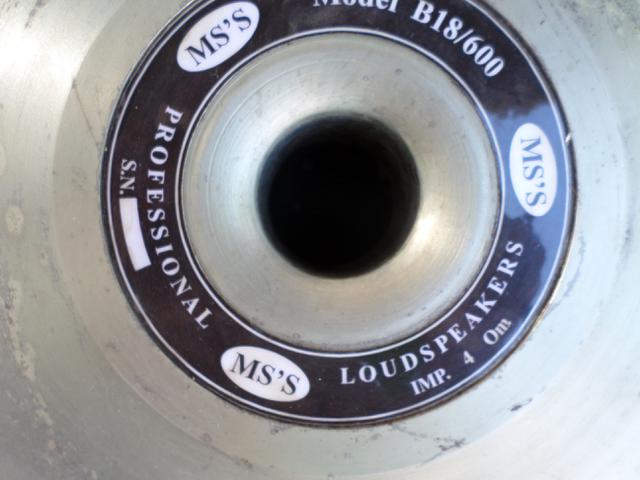 MS'S
Model B18/600
MS'S
PROFESSIONAL
S.N.
MS'S
LOUDSPEAKERS
IMP. 4 Om